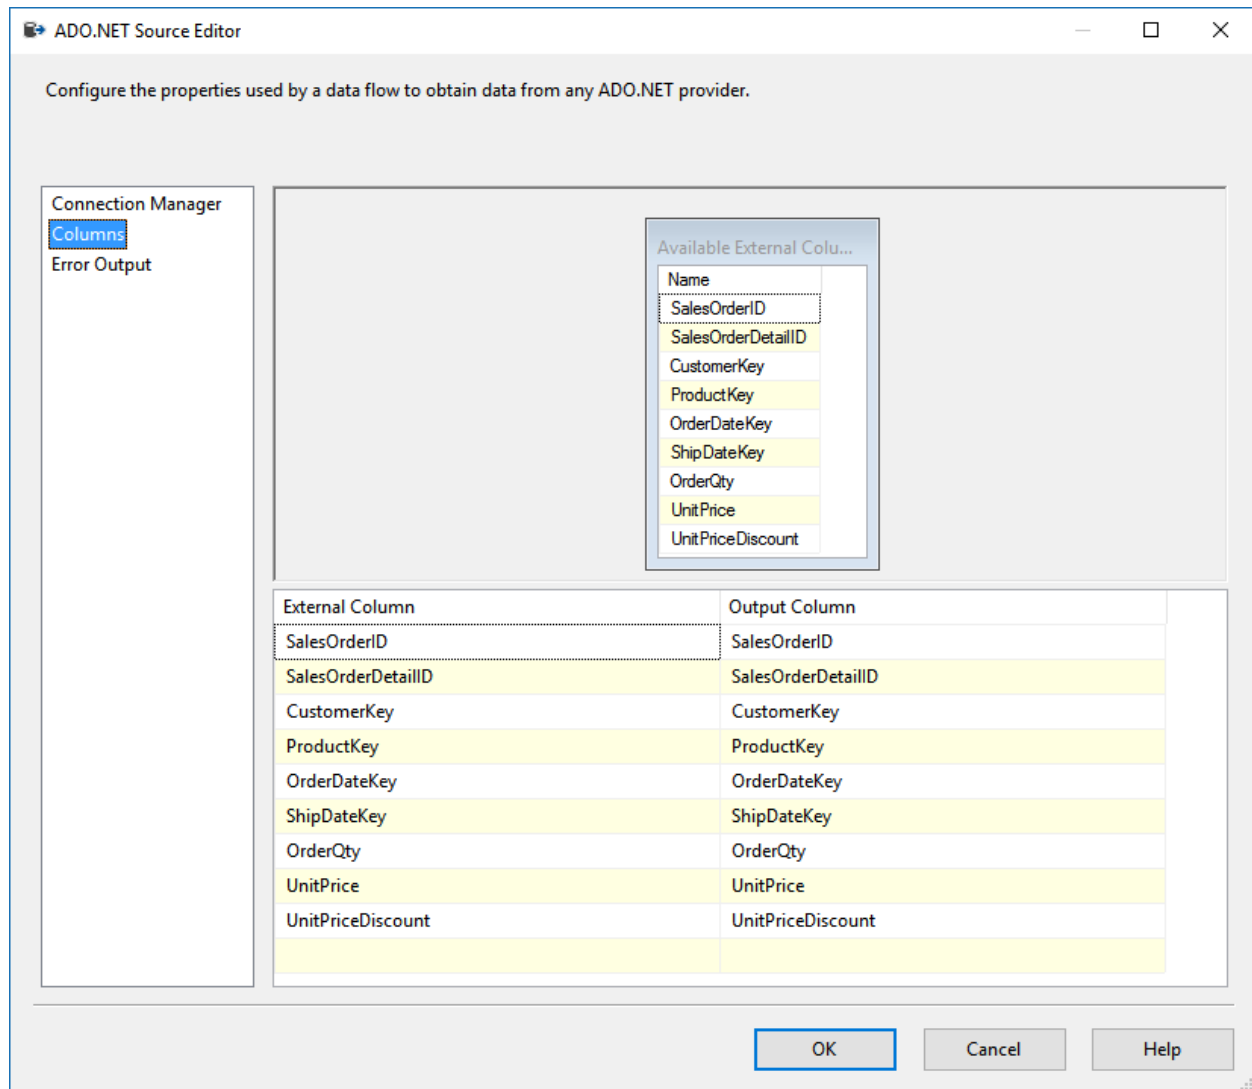 ADO.NET Source Editor
Configure the properties used by a data flow to obtain data from any ADO.NET provider.
Connection Manager
Columns
Error Output
Available External Colu...
Name
SalesOrderID
SalesOrderDetailID
CustomerKey
ProductKey
OrderDateKey
ShipDateKey
OrderQty
UnitPrice
UnitPriceDiscount
External Column Output Column
SalesOrderID SalesOrderID
SalesOrderDetailID SalesOrderDetailID
CustomerKey CustomerKey
ProductKey ProductKey
OrderDateKey OrderDateKey
ShipDateKey ShipDateKey
OrderQty OrderQty
UnitPrice UnitPrice
UnitPriceDiscount UnitPriceDiscount
OK Cancel Help